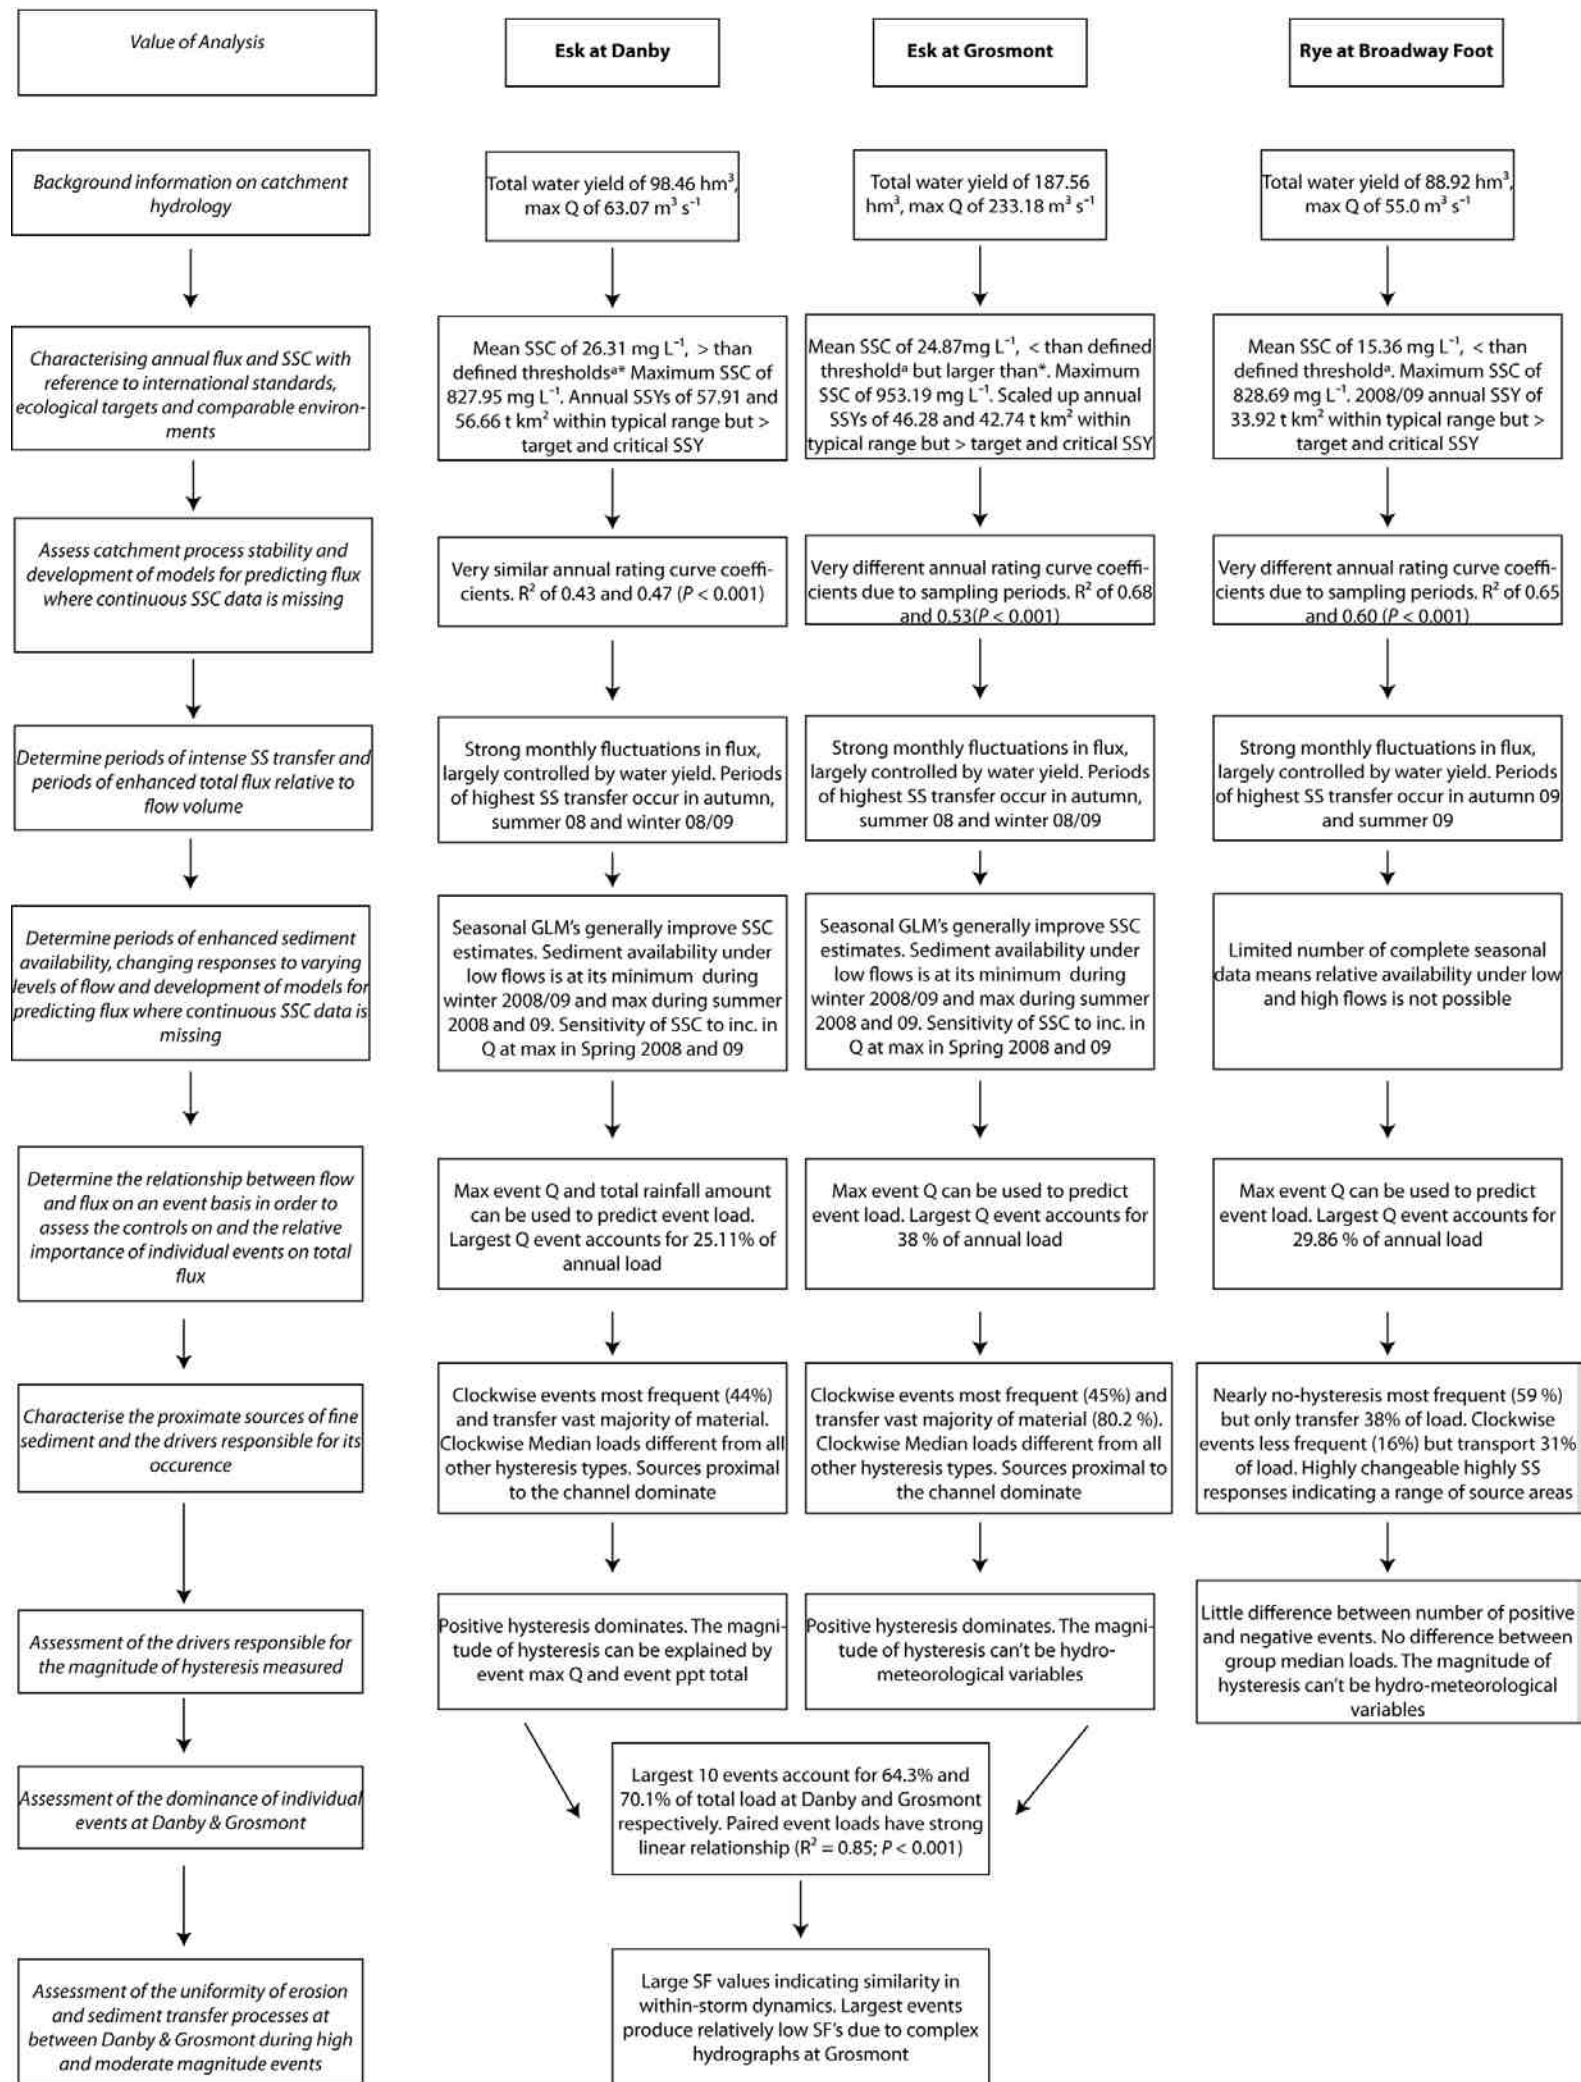 Value of Analysis
Esk at Danby
Esk at Grosmont
Rye at Broadway Foot
Background information on catchment
hydrology
Total water yield of 98.46 hm³,
max Q of 63.07 m³ s⁻¹
Total water yield of 187.56
hm³, max Q of 233.18 m³ s⁻¹
Total water yield of 88.92 hm³,
max Q of 55.0 m³ s⁻¹
Characterising annual flux and SSC with
reference to international standards,
ecological targets and comparable environ-
ments
Mean SSC of 26.31 mg L⁻¹, > than
defined thresholdsᵃ* Maximum SSC of
827.95 mg L⁻¹. Annual SSYs of 57.91 and
56.66 t km² within typical range but >
target and critical SSY
Mean SSC of 24.87mg L⁻¹, < than defined
thresholdᵃ but larger than*. Maximum
SSC of 953.19 mg L⁻¹. Scaled up annual
SSYs of 46.28 and 42.74 t km² within
typical range but > target and critical SSY
Mean SSC of 15.36 mg L⁻¹, < than
defined thresholdᵃ. Maximum SSC of
828.69 mg L⁻¹. 2008/09 annual SSY of
33.92 t km² within typical range but >
target and critical SSY
Assess catchment process stability and
development of models for predicting flux
where continuous SSC data is missing
Very similar annual rating curve coeffi-
cients. R² of 0.43 and 0.47 (P < 0.001)
Very different annual rating curve coeffi-
cients due to sampling periods. R² of 0.68
and 0.53(P < 0.001)
Very different annual rating curve coeffi-
cients due to sampling periods. R² of 0.65
and 0.60 (P < 0.001)
Determine periods of intense SS transfer and
periods of enhanced total flux relative to
flow volume
Strong monthly fluctuations in flux,
largely controlled by water yield. Periods
of highest SS transfer occur in autumn,
summer 08 and winter 08/09
Strong monthly fluctuations in flux,
largely controlled by water yield. Periods
of highest SS transfer occur in autumn,
summer 08 and winter 08/09
Strong monthly fluctuations in flux,
largely controlled by water yield. Periods
of highest SS transfer occur in autumn 09
and summer 09
Determine periods of enhanced sediment
availability, changing responses to varying
levels of flow and development of models for
predicting flux where continuous SSC data is
missing
Seasonal GLM's generally improve SSC
estimates. Sediment availability under
low flows is at its minimum during
winter 2008/09 and max during summer
2008 and 09. Sensitivity of SSC to inc. in
Q at max in Spring 2008 and 09
Seasonal GLM's generally improve SSC
estimates. Sediment availability under
low flows is at its minimum during
winter 2008/09 and max during summer
2008 and 09. Sensitivity of SSC to inc. in
Q at max in Spring 2008 and 09
Limited number of complete seasonal
data means relative availability under low
and high flows is not possible
Determine the relationship between flow
and flux on an event basis in order to
assess the controls on and the relative
importance of individual events on total
flux
Max event Q and total rainfall amount
can be used to predict event load.
Largest Q event accounts for 25.11% of
annual load
Max event Q can be used to predict
event load. Largest Q event accounts for
38 % of annual load
Max event Q can be used to predict
event load. Largest Q event accounts for
29.86 % of annual load
Characterise the proximate sources of fine
sediment and the drivers responsible for its
occurence
Clockwise events most frequent (44%)
and transfer vast majority of material.
Clockwise Median loads different from all
other hysteresis types. Sources proximal
to the channel dominate
Clockwise events most frequent (45%) and
transfer vast majority of material (80.2 %).
Clockwise Median loads different from all
other hysteresis types. Sources proximal to
the channel dominate
Nearly no-hysteresis most frequent (59 %)
but only transfer 38% of load. Clockwise
events less frequent (16%) but transport 31%
of load. Highly changeable highly SS
responses indicating a range of source areas
Assessment of the drivers responsible for
the magnitude of hysteresis measured
Positive hysteresis dominates. The magni-
tude of hysteresis can be explained by
event max Q and event ppt total
Positive hysteresis dominates. The magni-
tude of hysteresis can't be hydro-
meteorological variables
Little difference between number of positive
and negative events. No difference between
group median loads. The magnitude of
hysteresis can't be hydro-meteorological
variables
Assessment of the dominance of individual
events at Danby & Grosmont
Largest 10 events account for 64.3% and
70.1% of total load at Danby and Grosmont
respectively. Paired event loads have strong
linear relationship (R² = 0.85; P < 0.001)
Assessment of the uniformity of erosion
and sediment transfer processes at
between Danby & Grosmont during high
and moderate magnitude events
Large SF values indicating similarity in
within-storm dynamics. Largest events
produce relatively low SF's due to complex
hydrographs at Grosmont